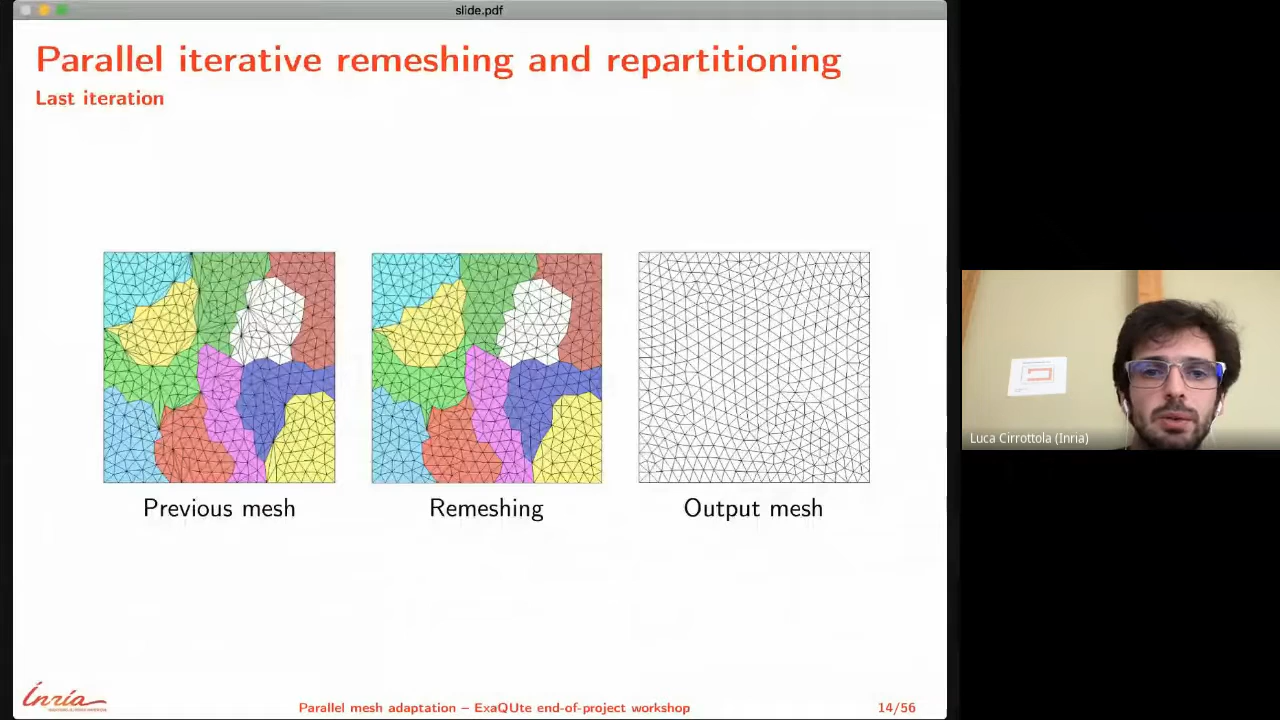 slide.pdf
Parallel iterative remeshing and repartitioning
Last iteration
Previous mesh
Remeshing
Output mesh
Luca Cirrottola (Inria)
Inria
Parallel mesh adaptation – ExaQUte end-of-project workshop
14/56